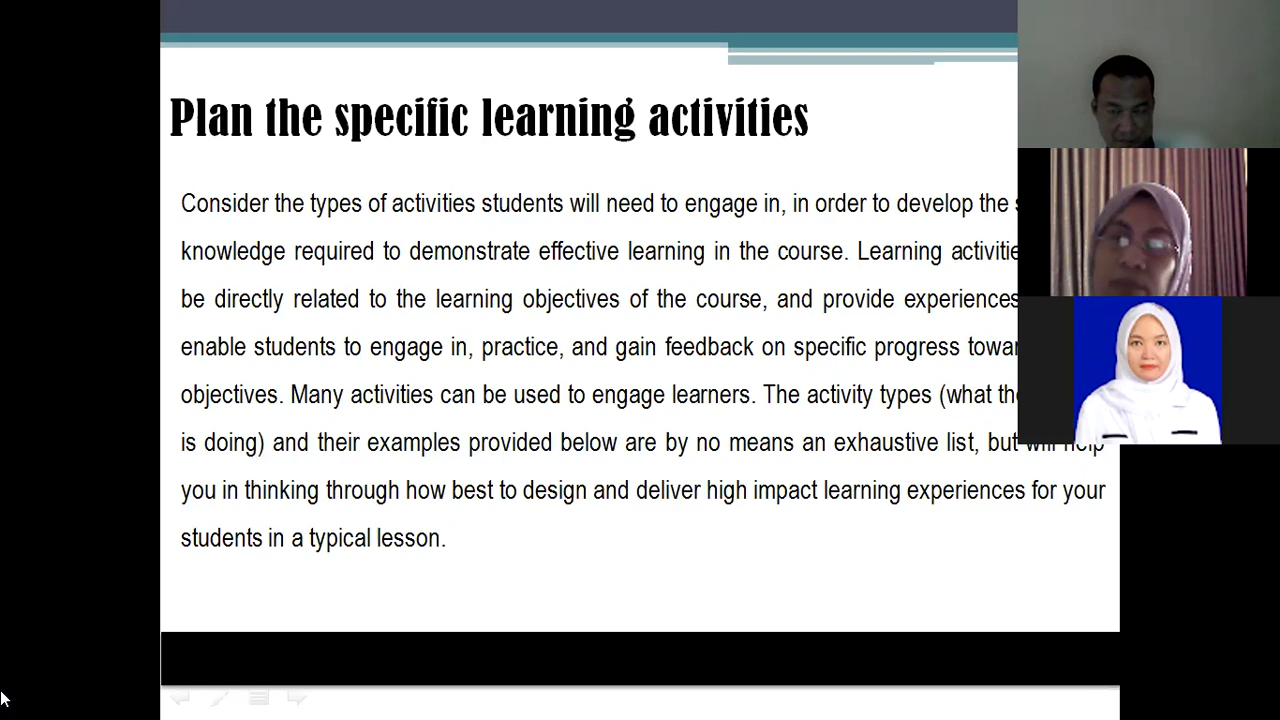 Plan the specific learning activities
Consider the types of activities students will need to engage in, in order to develop the
knowledge required to demonstrate effective learning in the course. Learning
be directly related to the learning objectives of the course, and provide experiences
enable students to engage in, practice, and gain feedback on specific progress
objectives. Many activities can be used to engage learners. The activity types (what
is doing) and their examples provided below are by no means an exhaustive list, but will help
you in thinking through how best to design and deliver high impact learning experiences for your
students in a typical lesson.